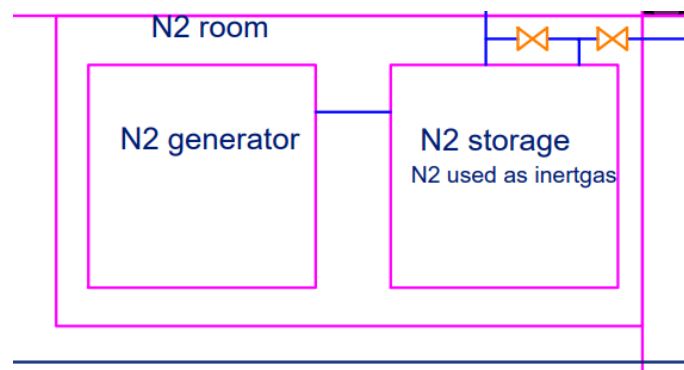 N2 room
N2 generator
N2 storage
N2 used as inertgas